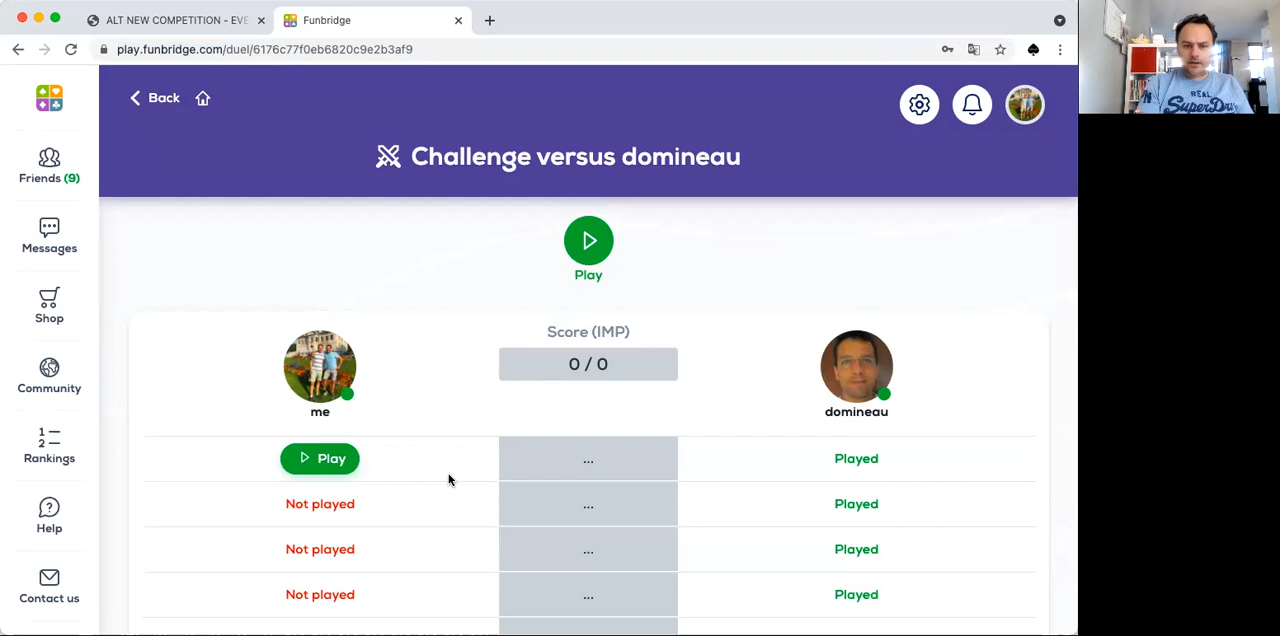 ALT NEW COMPETITION - EVE
Funbridge
play.funbridge.com/duel/6176c77f0eb6820c9e2b3af9
Back
Challenge versus domineau
Friends (9)
Messages
Shop
Community
1
2
Rankings
Help
Contact us
Play
Score (IMP)
0 / 0
me
domineau
Play ... Played
Not played ... Played
Not played ... Played
Not played ... Played
REAL
SuperDry